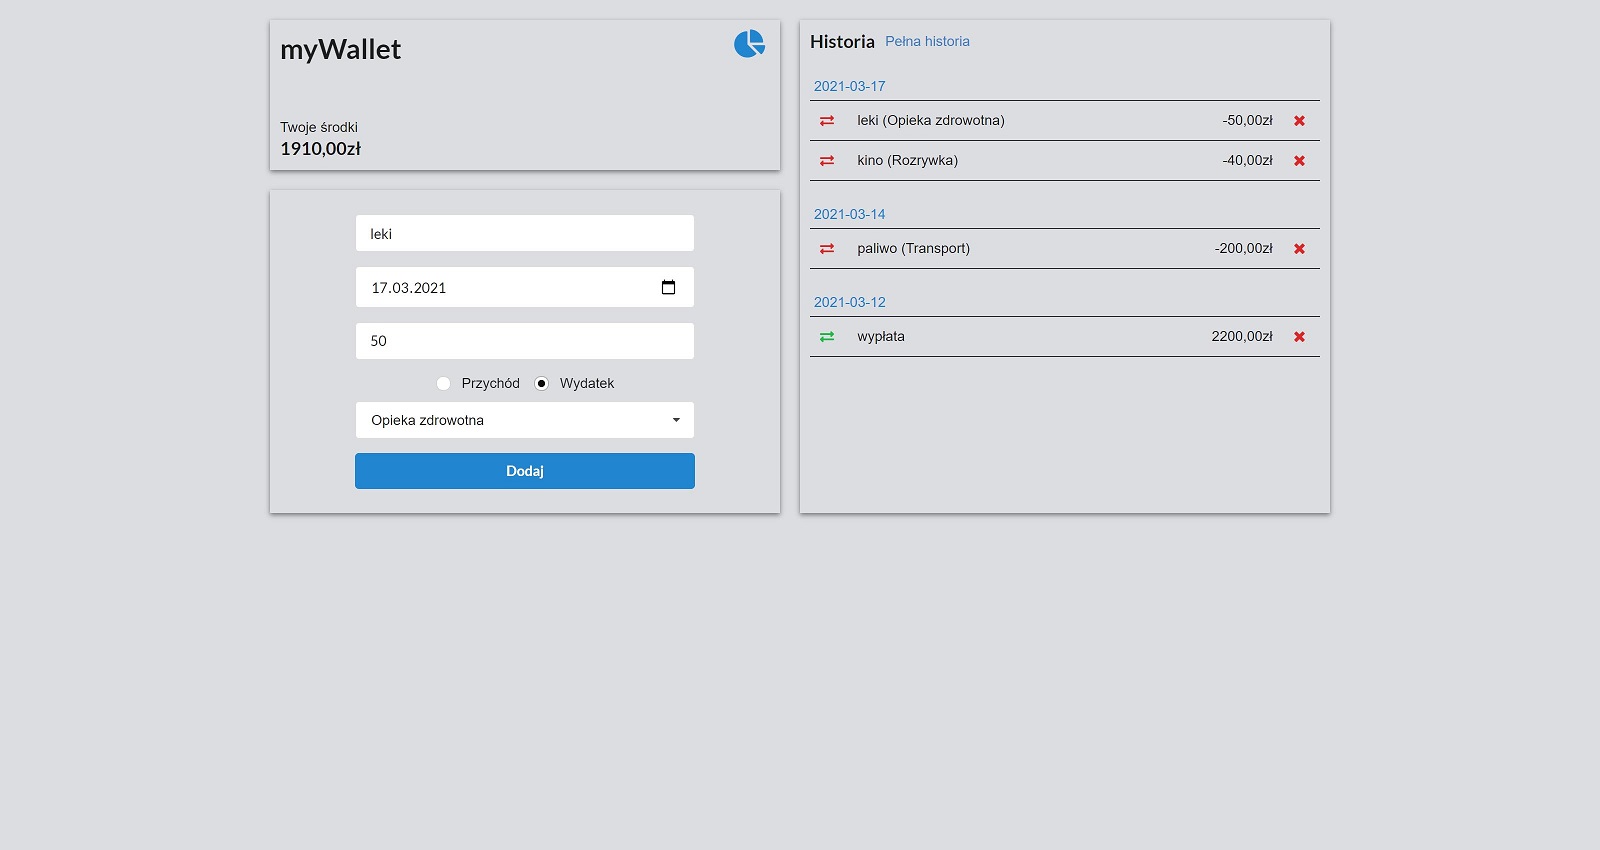 myWallet
Twoje środki
1910,00zł
leki
17.03.2021
50
Przychód Wydatek
Opieka zdrowotna
Dodaj
Historia Pełna historia
2021-03-17
leki (Opieka zdrowotna) -50,00zł
kino (Rozrywka) -40,00zł
2021-03-14
paliwo (Transport) -200,00zł
2021-03-12
wypłata 2200,00zł